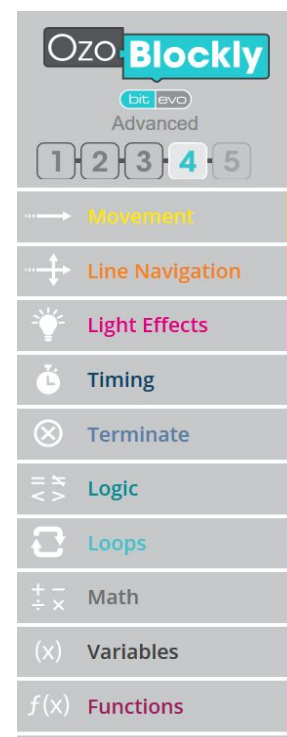 Ozo Blockly
bit evo
Advanced
1 2 3 4 5
Movement
Line Navigation
Light Effects
Timing
Terminate
Logic
Loops
Math
(x) Variables
f(x) Functions